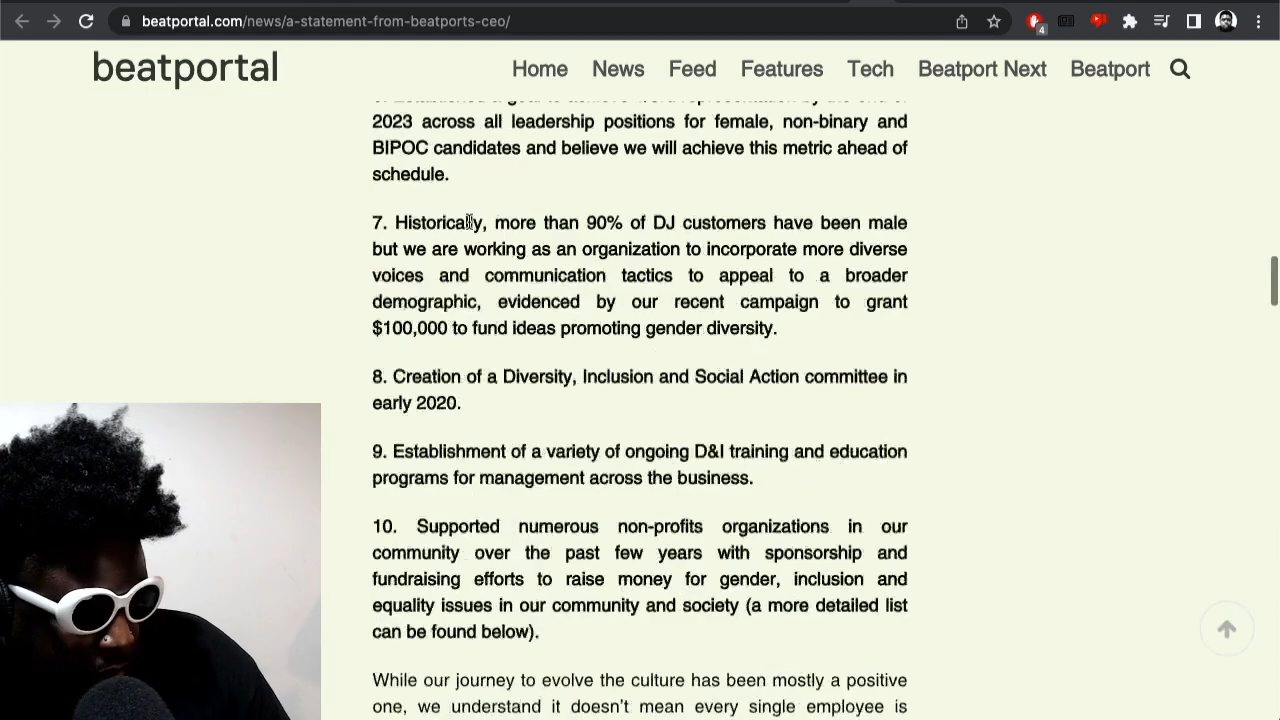 beatportal.com/news/a-statement-from-beatports-ceo/
4
beatportal
Home News Feed Features Tech Beatport Next Beatport
2023 across all leadership positions for female, non-binary and
BIPOC candidates and believe we will achieve this metric ahead of
schedule.
7. Historically, more than 90% of DJ customers have been male
but we are working as an organization to incorporate more diverse
voices and communication tactics to appeal to a broader
demographic, evidenced by our recent campaign to grant
$100,000 to fund ideas promoting gender diversity.
8. Creation of a Diversity, Inclusion and Social Action committee in
early 2020.
9. Establishment of a variety of ongoing D&I training and education
programs for management across the business.
10. Supported numerous non-profits organizations in our
community over the past few years with sponsorship and
fundraising efforts to raise money for gender, inclusion and
equality issues in our community and society (a more detailed list
can be found below).
While our journey to evolve the culture has been mostly a positive
one, we understand it doesn't mean every single employee is